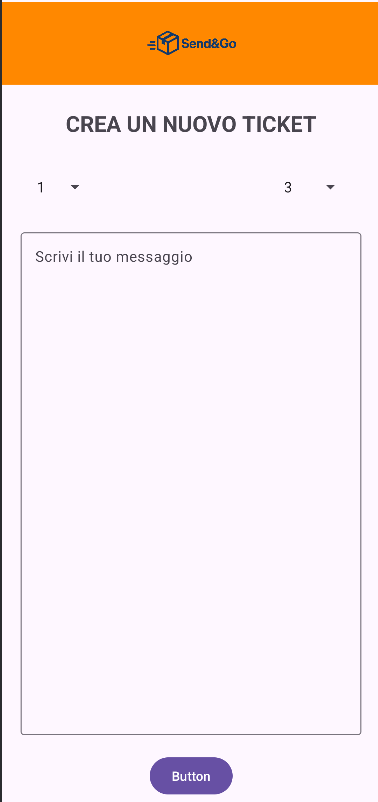 Send&Go
CREA UN NUOVO TICKET
1 3
Scrivi il tuo messaggio
Button